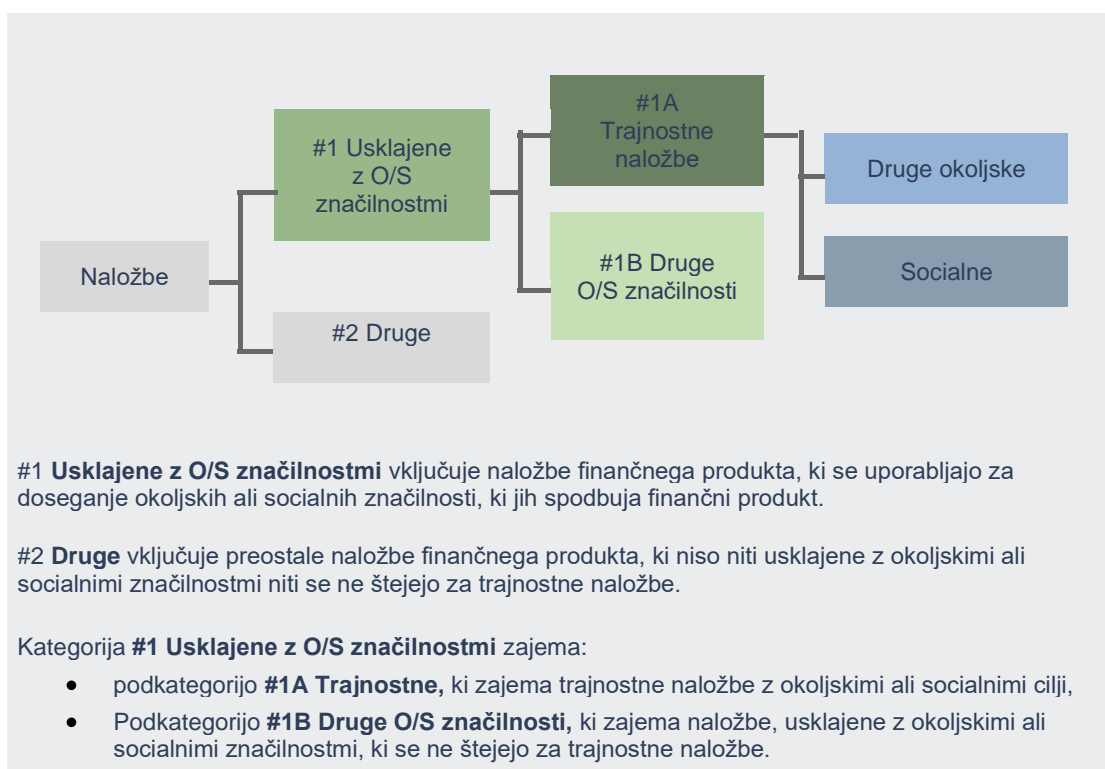 #1A
Trajnostne
naložbe
#1 Usklajene
z O/S
značilnostmi
Druge okoljske
Naložbe
#1B Druge
O/S značilnosti
Socialne
#2 Druge
#1 Usklajene z O/S značilnostmi vključuje naložbe finančnega produkta, ki se uporabljajo za
doseganje okoljskih ali socialnih značilnosti, ki jih spodbuja finančni produkt.
#2 Druge vključuje preostale naložbe finančnega produkta, ki niso niti usklajene z okoljskimi ali
socialnimi značilnostmi niti se ne štejejo za trajnostne naložbe.
Kategorija #1 Usklajene z O/S značilnostmi zajema:
• podkategorijo #1A Trajnostne, ki zajema trajnostne naložbe z okoljskimi ali socialnimi cilji,
• Podkategorijo #1B Druge O/S značilnosti, ki zajema naložbe, usklajene z okoljskimi ali
socialnimi značilnostmi, ki se ne štejejo za trajnostne naložbe.